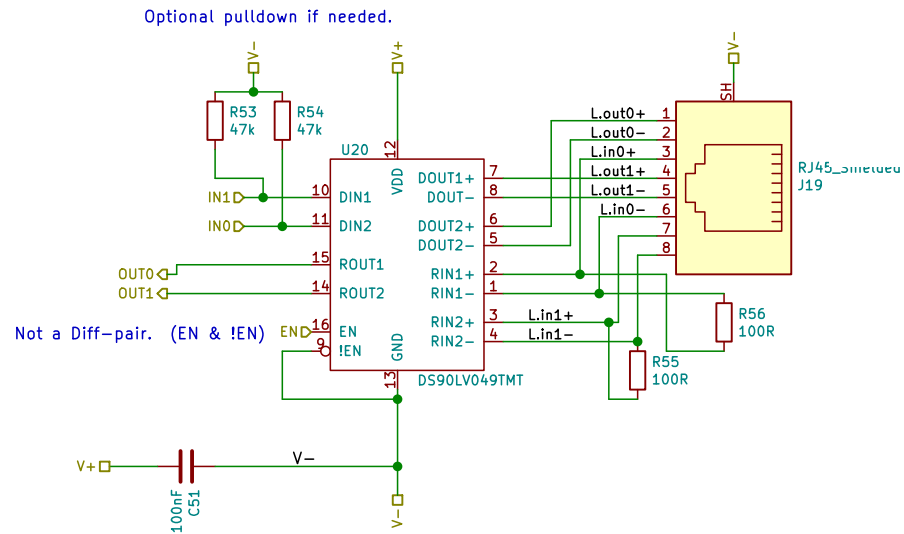 Optional pulldown if needed.
V-
V+
V-
SH
R53
47k
R54
47k
U20
12
VDD
L.out0+
1
L.out0-
2
L.in0+
3
L.out1+
4
L.out1-
5
L.in0-
6
7
8
J19
IN1
10
DIN1
IN0
11
DIN2
OUT0
15
ROUT1
OUT1
14
ROUT2
Not a Diff-pair. (EN & !EN)
EN
16
EN
9
!EN
DOUT1+
7
DOUT-
8
DOUT2+
6
DOUT2-
5
RIN1+
2
RIN1-
1
RIN2+
3
RIN2-
4
L.in1+
L.in1-
GND
13
DS90LV049TMT
R56
100R
R55
100R
V+
100nF
C51
V-
V-